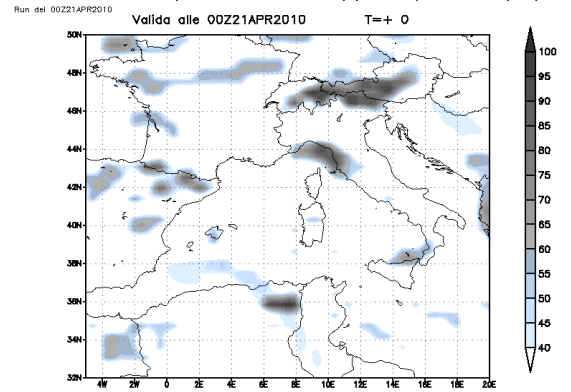 Run del 00Z21APR2010
Valida alle 00Z21APR2010 T=+ 0
50N
48N
46N
44N
42N
40N
38N
36N
34N
32N
4W 2W 0 2E 4E 6E 8E 10E 12E 14E 16E 18E 20E
100
95
90
85
80
75
70
65
60
55
50
45
40